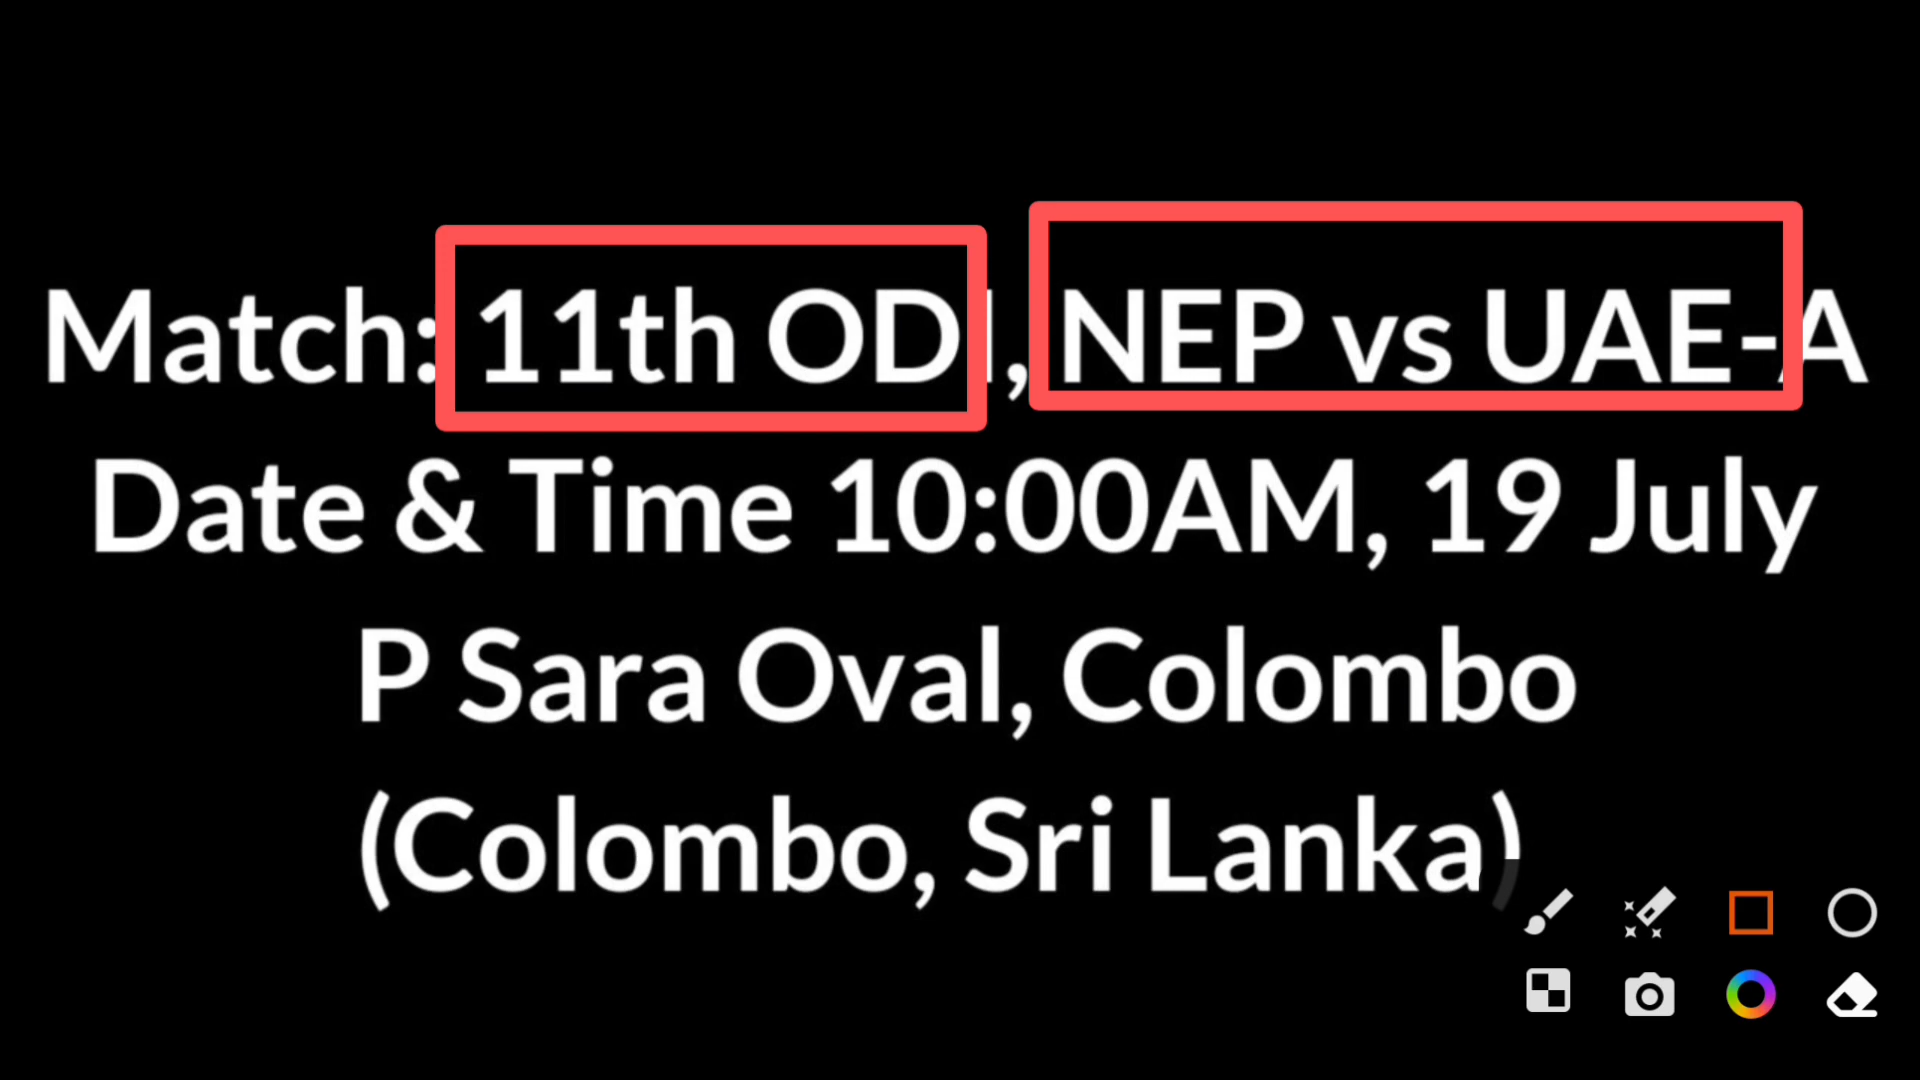 Match: 11th ODI, NEP vs UAE-A
Date & Time 10:00AM, 19 July
P Sara Oval, Colombo
(Colombo, Sri Lanka)